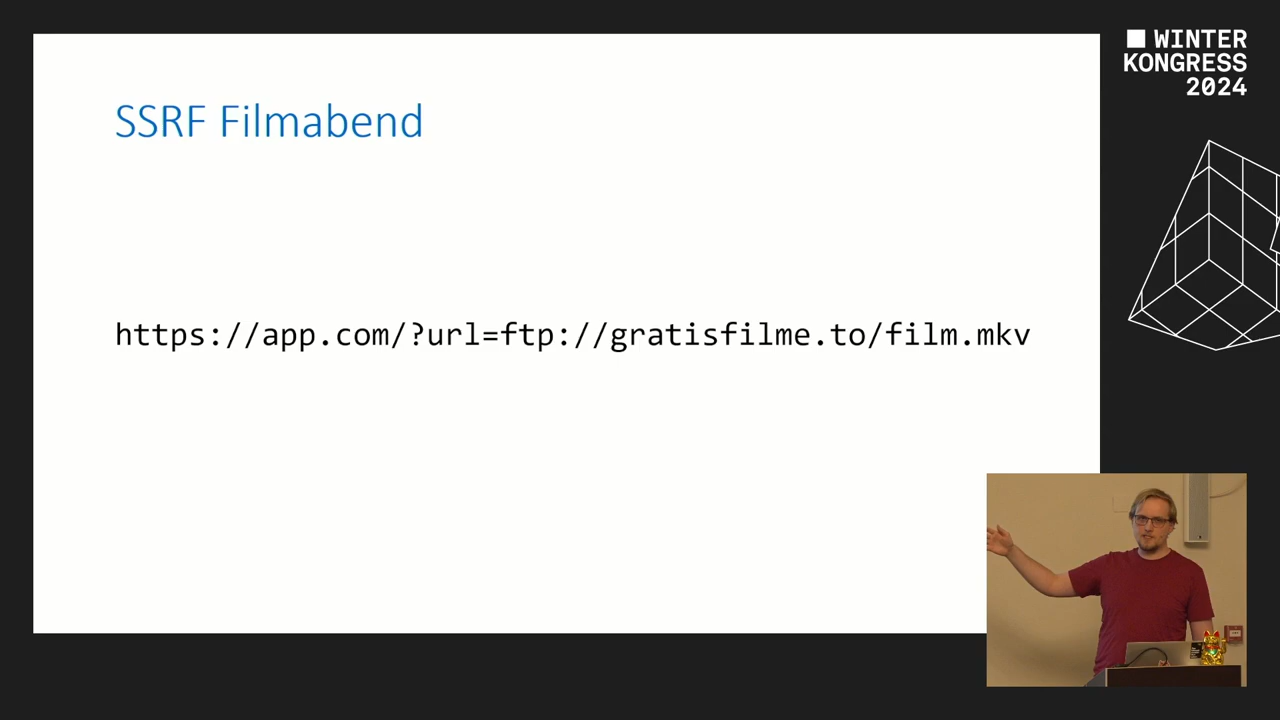 SSRF Filmabend
https://app.com/?url=ftp://gratisfilme.to/film.mkv
WINTER
KONGRESS
2024